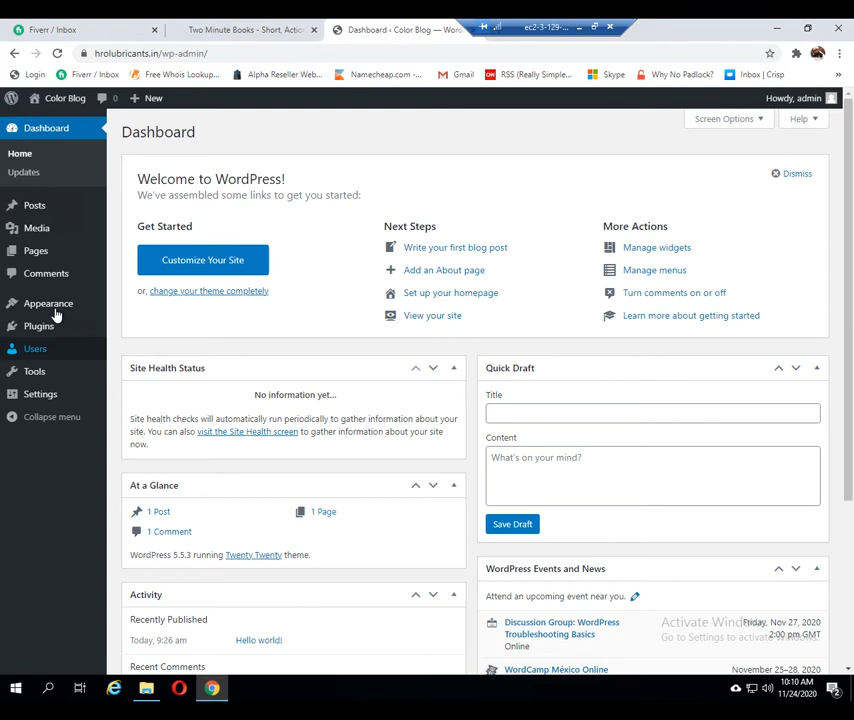 Fiverr / Inbox
Two Minute Books - Short, Action
Dashboard ‹ Color Blog — Wor
ec2-3-129-...
hrolubricants.in/wp-admin/
Login
Fiverr / Inbox
Free Whois Lookup...
Alpha Reseller Web...
Namecheap.com -...
Gmail
RSS (Really Simple...
Skype
Why No Padlock?
Inbox | Crisp
Color Blog
0
New
Howdy, admin
Dashboard
Home
Updates
Posts
Media
Pages
Comments
Appearance
Plugins
Users
Tools
Settings
Collapse menu
Dashboard
Screen Options
Help
Welcome to WordPress!
We've assembled some links to get you started:
Dismiss
Get Started
Customize Your Site
or, change your theme completely
Next Steps
Write your first blog post
Add an About page
Set up your homepage
View your site
More Actions
Manage widgets
Manage menus
Turn comments on or off
Learn more about getting started
Site Health Status
No information yet...
Site health checks will automatically run periodically to gather information about your
site. You can also visit the Site Health screen to gather information about your site
now.
At a Glance
1 Post
1 Page
1 Comment
WordPress 5.5.3 running Twenty Twenty theme.
Activity
Recently Published
Today, 9:26 am
Hello world!
Recent Comments
Quick Draft
Title
Content
What's on your mind?
Save Draft
WordPress Events and News
Attend an upcoming event near you.
Discussion Group: WordPress
Troubleshooting Basics
Online
Friday, Nov 27, 2020
2:00 pm GMT
WordCamp México Online
November 25–28, 2020
Activate Windows
Go to Settings to activate Windows.
10:10 AM
11/24/2020
2